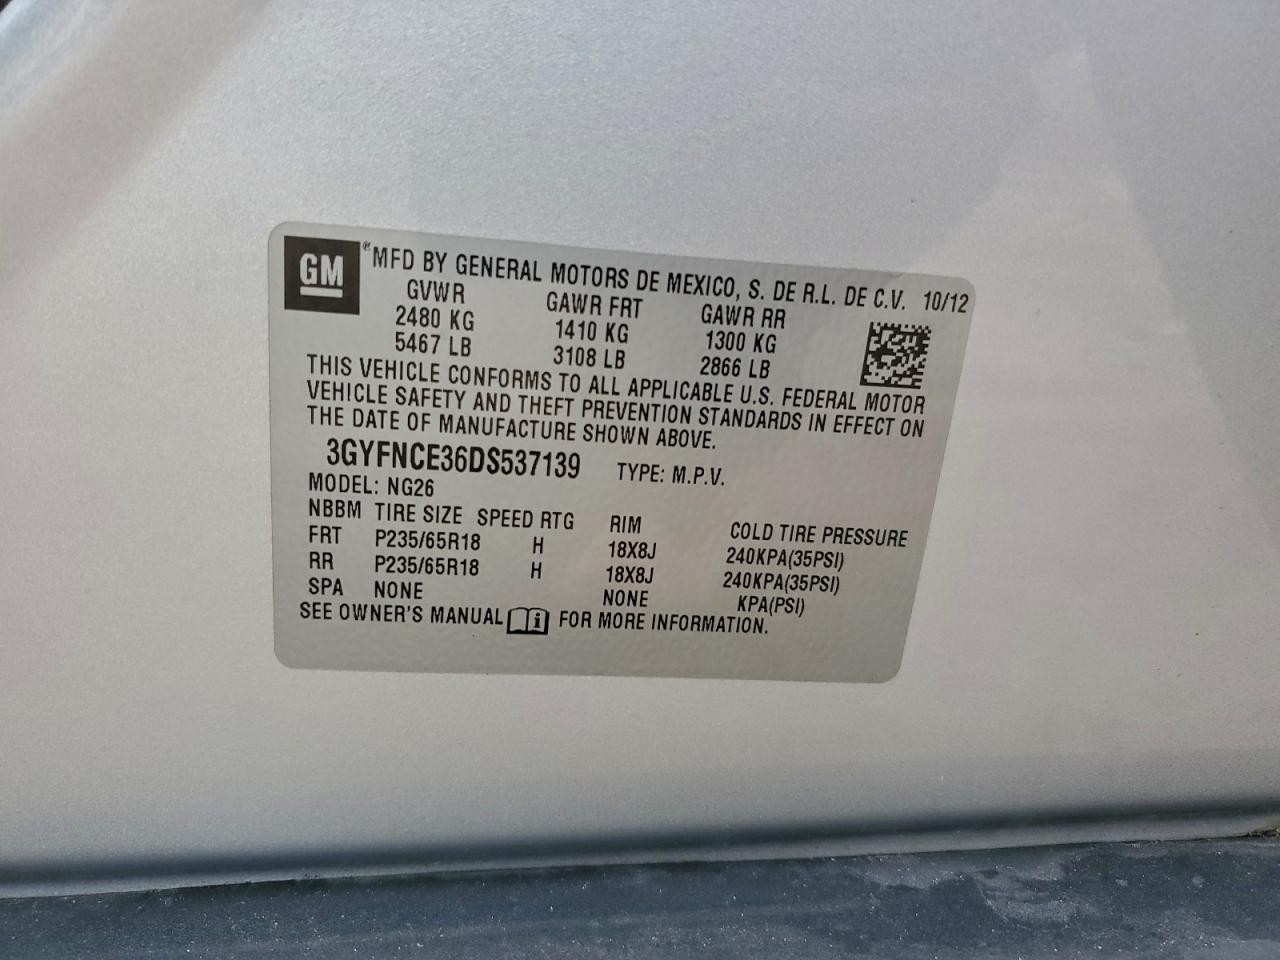 GM ® MFD BY GENERAL MOTORS DE MEXICO, S. DE R.L. DE C.V. 10/12
GVWR GAWR FRT GAWR RR
2480 KG 1410 KG 1300 KG
5467 LB 3108 LB 2866 LB
THIS VEHICLE CONFORMS TO ALL APPLICABLE U.S. FEDERAL MOTOR
VEHICLE SAFETY AND THEFT PREVENTION STANDARDS IN EFFECT ON
THE DATE OF MANUFACTURE SHOWN ABOVE.
3GYFNCE36DS537139 TYPE: M.P.V.
MODEL: NG26
NBBM TIRE SIZE SPEED RTG RIM COLD TIRE PRESSURE
FRT P235/65R18 H 18X8J 240KPA(35PSI)
RR P235/65R18 H 18X8J 240KPA(35PSI)
SPA NONE NONE KPA(PSI)
SEE OWNER'S MANUAL i FOR MORE INFORMATION.